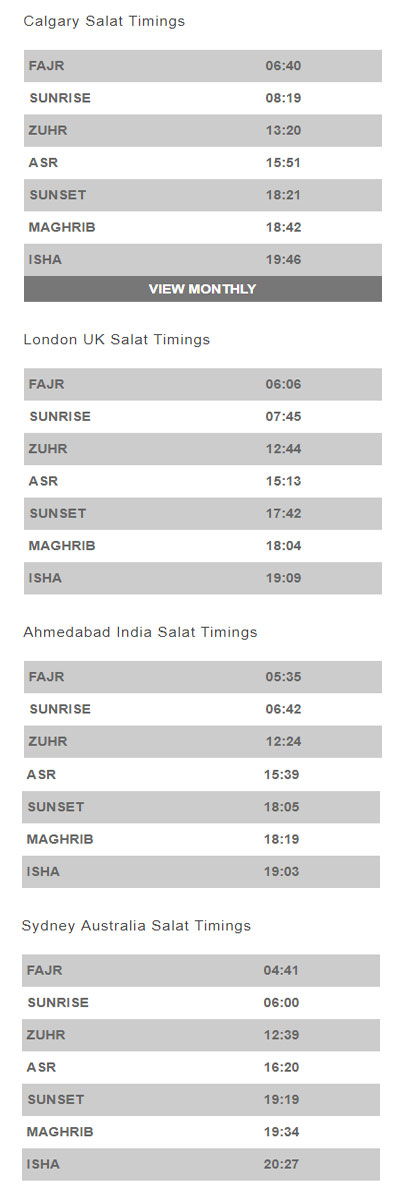 Calgary Salat Timings
FAJR 06:40
SUNRISE 08:19
ZUHR 13:20
ASR 15:51
SUNSET 18:21
MAGHRIB 18:42
ISHA 19:46
VIEW MONTHLY
London UK Salat Timings
FAJR 06:06
SUNRISE 07:45
ZUHR 12:44
ASR 15:13
SUNSET 17:42
MAGHRIB 18:04
ISHA 19:09
Ahmedabad India Salat Timings
FAJR 05:35
SUNRISE 06:42
ZUHR 12:24
ASR 15:39
SUNSET 18:05
MAGHRIB 18:19
ISHA 19:03
Sydney Australia Salat Timings
FAJR 04:41
SUNRISE 06:00
ZUHR 12:39
ASR 16:20
SUNSET 19:19
MAGHRIB 19:34
ISHA 20:27